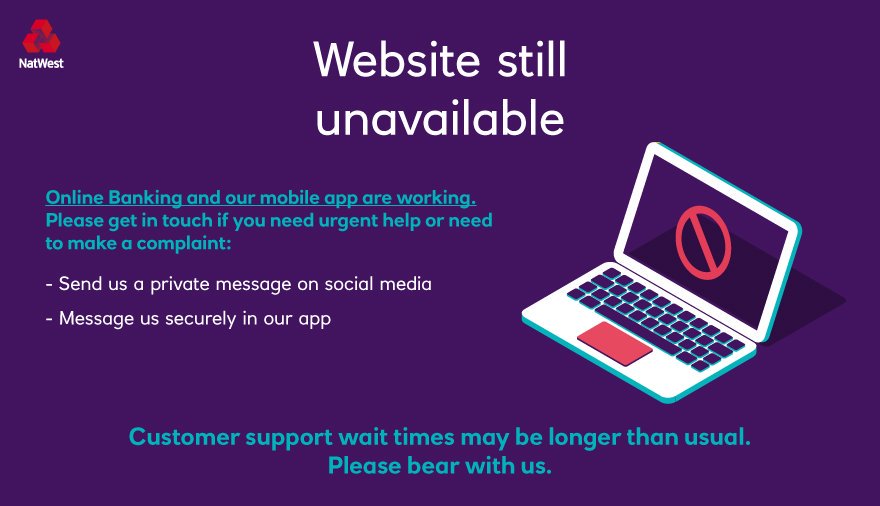 NatWest
Website still
unavailable
Online Banking and our mobile app are working.
Please get in touch if you need urgent help or need
to make a complaint:
- Send us a private message on social media
- Message us securely in our app
Customer support wait times may be longer than usual.
Please bear with us.